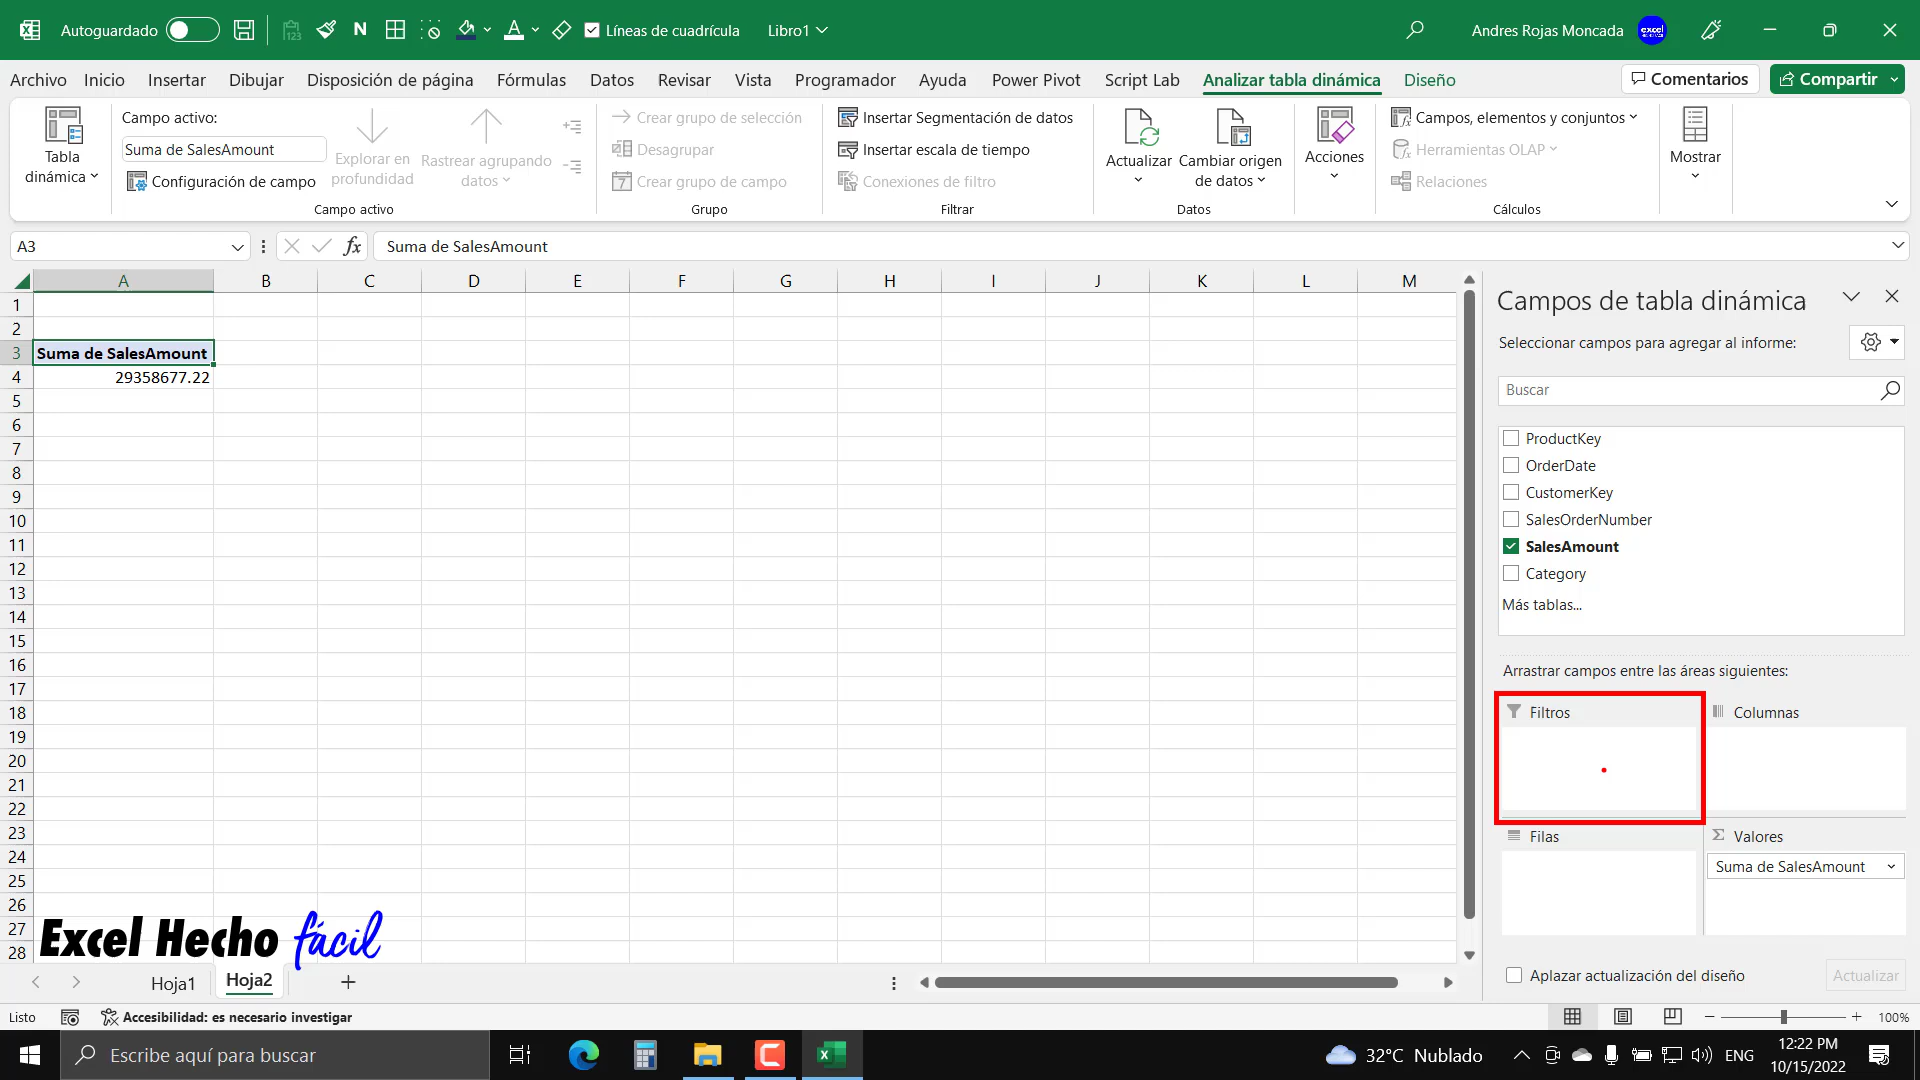 Autoguardado
123
N
A
Líneas de cuadrícula
Libro1
Andres Rojas Moncada
excel
Archivo Inicio Insertar Dibujar Disposición de página Fórmulas Datos Revisar Vista Programador Ayuda Power Pivot Script Lab Analizar tabla dinámica Diseño
Comentarios
Compartir
Tabla
dinámica
Campo activo:
Suma de SalesAmount
Configuración de campo
Explorar en
profundidad
Rastrear agrupando
datos
Campo activo
Crear grupo de selección
Desagrupar
7 Crear grupo de campo
Grupo
Insertar Segmentación de datos
Insertar escala de tiempo
Conexiones de filtro
Filtrar
Actualizar
Cambiar origen
de datos
Datos
Acciones
Campos, elementos y conjuntos
Herramientas OLAP
Relaciones
Cálculos
Mostrar
A3
fx
Suma de SalesAmount
A B C D E F G H I J K L M
1
2
3 Suma de SalesAmount
4 29358677.22
5
6
7
8
9
10
11
12
13
14
15
16
17
18
19
20
21
22
23
24
25
26
27
28
Excel Hecho fácil
Campos de tabla dinámica
Seleccionar campos para agregar al informe:
Buscar
ProductKey
OrderDate
CustomerKey
SalesOrderNumber
SalesAmount
Category
Más tablas...
Arrastrar campos entre las áreas siguientes:
Filtros
Columnas
Filas
Σ Valores
Suma de SalesAmount
Aplazar actualización del diseño
Actualizar
Hoja1 Hoja2 +
Listo
Accesibilidad: es necesario investigar
100%
Escribe aquí para buscar
32°C Nublado
ENG
12:22 PM
10/15/2022